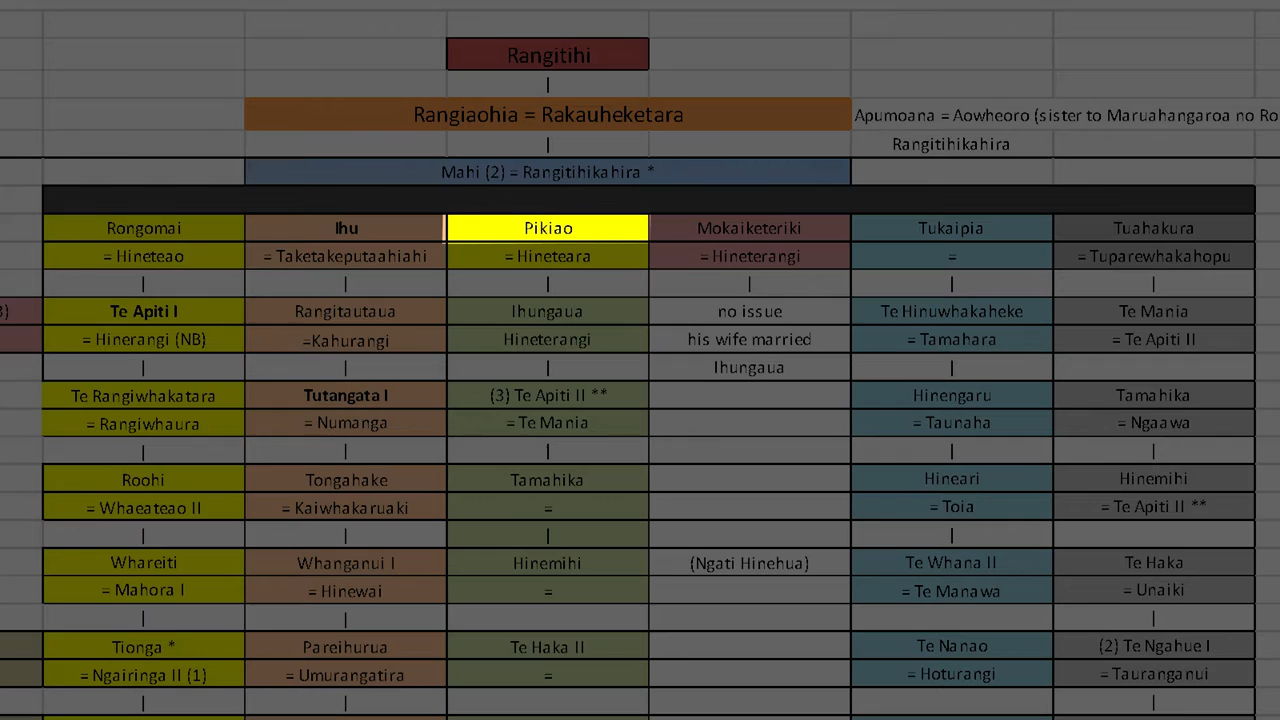 Rangitihi
|
Rangiaohia = Rakauheketara Apumoana = Aowheoro (sister to Maruahangaroa no Ro
| Rangitihikahira
Mahi (2) = Rangitihikahira *
Rongomai Ihu Pikiao Mokaiketeriki Tukaipia Tuahakura
= Hineteao = Taketakeputaahiahi = Hineteara = Hineterangi = = Tuparewhakahopu
| | | | | |
3) Te Apiti I Rangitautaua Ihungaua no issue Te Hinuwhakaheke Te Mania
= Hinerangi (NB) =Kahurangi Hineterangi his wife married = Tamahara = Te Apiti II
| | | Ihungaua | |
Te Rangiwhakatara Tutangata I (3) Te Apiti II ** Hinengaru Tamahika
= Rangiwhaura = Numanga = Te Mania = Taunaha = Ngaawa
| | | | |
Roohi Tongahake Tamahika Hineari Hinemihi
= Whaeateao II = Kaiwhakaruaki = = Toia = Te Apiti II **
| | | | |
Whareiti Whanganui I Hinemihi (Ngati Hinehua) Te Whana II Te Haka
= Mahora I = Hinewai = = Te Manawa = Unaiki
| | |
Tionga * Pareihurua Te Haka II Te Nanao (2) Te Ngahue I
= Ngairinga II (1) = Umurangatira = = Hoturangi = Tauranganui
| | |